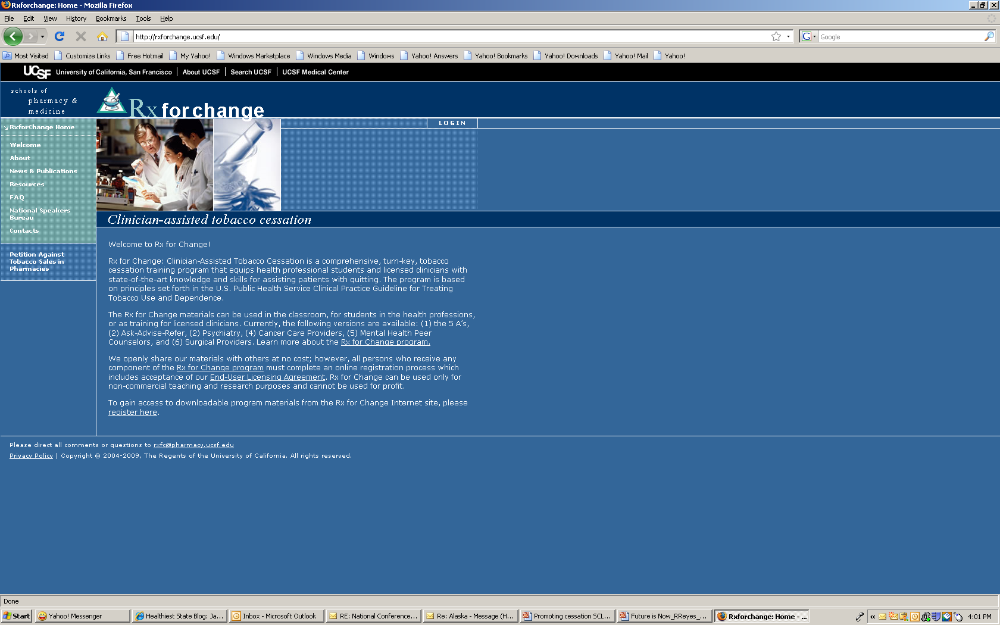 Rxforchange: Home - Mozilla Firefox
File Edit View History Bookmarks Tools Help
http://rxforchange.ucsf.edu/
G Google
Most Visited Customize Links Free Hotmail My Yahoo! Windows Marketplace Windows Media Windows Yahoo! Answers Yahoo! Bookmarks Yahoo! Downloads Yahoo! Mail Yahoo!
UCSF University of California, San Francisco | About UCSF | Search UCSF | UCSF Medical Center
schools of
pharmacy &
medicine
Rx for change
LOGIN
RxforChange Home
Welcome
About
News & Publications
Resources
FAQ
National Speakers
Bureau
Contacts
Petition Against
Tobacco Sales in
Pharmacies
Clinician-assisted tobacco cessation
Welcome to Rx for Change!
Rx for Change: Clinician-Assisted Tobacco Cessation is a comprehensive, turn-key, tobacco
cessation training program that equips health professional students and licensed clinicians with
state-of-the-art knowledge and skills for assisting patients with quitting. The program is based
on principles set forth in the U.S. Public Health Service Clinical Practice Guideline for Treating
Tobacco Use and Dependence.
The Rx for Change materials can be used in the classroom, for students in the health professions,
or as training for licensed clinicians. Currently, the following versions are available: (1) the 5 A's,
(2) Ask-Advise-Refer, (2) Psychiatry, (4) Cancer Care Providers, (5) Mental Health Peer
Counselors, and (6) Surgical Providers. Learn more about the Rx for Change program.
We openly share our materials with others at no cost; however, all persons who receive any
component of the Rx for Change program must complete an online registration process which
includes acceptance of our End-User Licensing Agreement. Rx for Change can be used only for
non-commercial teaching and research purposes and cannot be used for profit.
To gain access to downloadable program materials from the Rx for Change Internet site, please
register here.
Please direct all comments or questions to rxfc@pharmacy.ucsf.edu
Privacy Policy | Copyright © 2004-2009, The Regents of the University of California. All rights reserved.
Done
Start Yahoo! Messenger Healthiest State Blog: Ja... Inbox - Microsoft Outlook RE: National Conference... Re: Alaska - Message (H... Promoting cessation SCL... Future is Now_RReyes_... Rxforchange: Home - ... « 4:01 PM